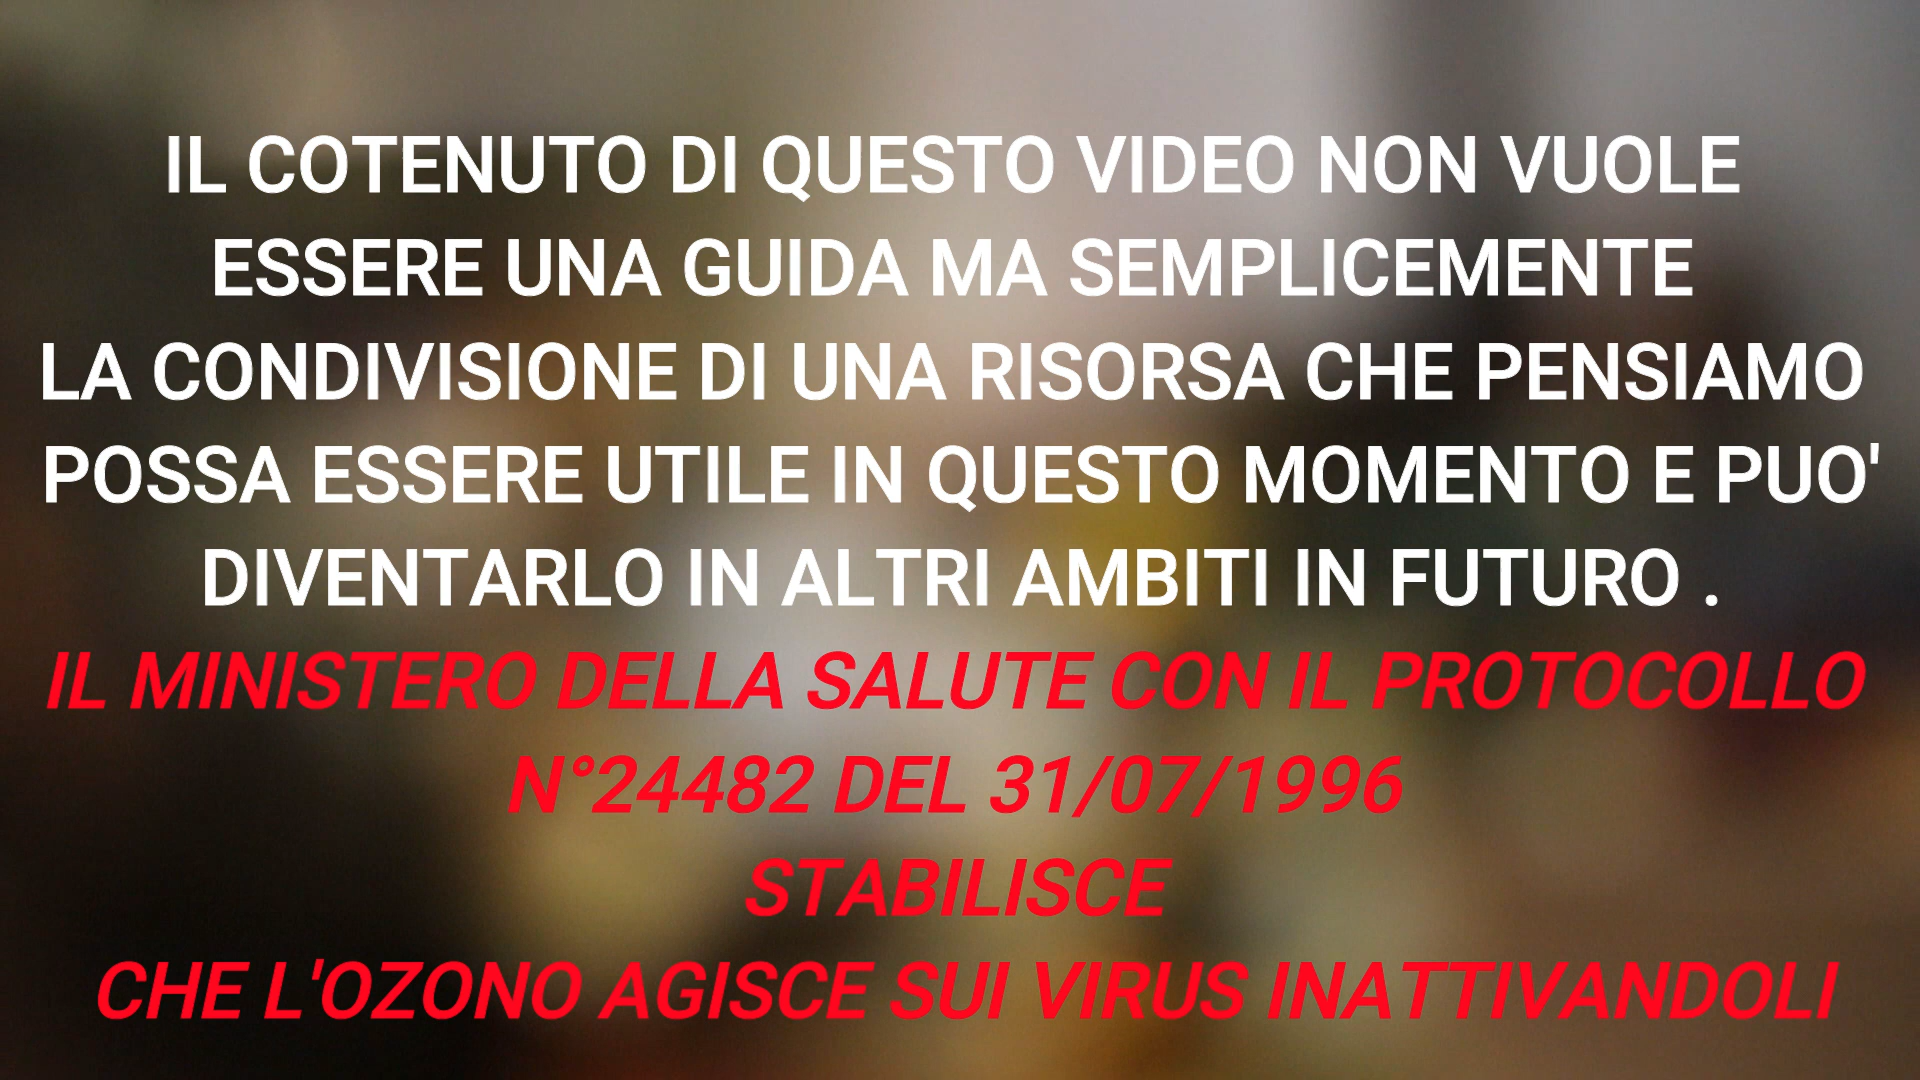 IL COTENUTO DI QUESTO VIDEO NON VUOLE
ESSERE UNA GUIDA MA SEMPLICEMENTE
LA CONDIVISIONE DI UNA RISORSA CHE PENSIAMO
POSSA ESSERE UTILE IN QUESTO MOMENTO E PUO'
DIVENTARLO IN ALTRI AMBITI IN FUTURO .
IL MINISTERO DELLA SALUTE CON IL PROTOCOLLO
N°24482 DEL 31/07/1996
STABILISCE
CHE L'OZONO AGISCE SUI VIRUS INATTIVANDOLI